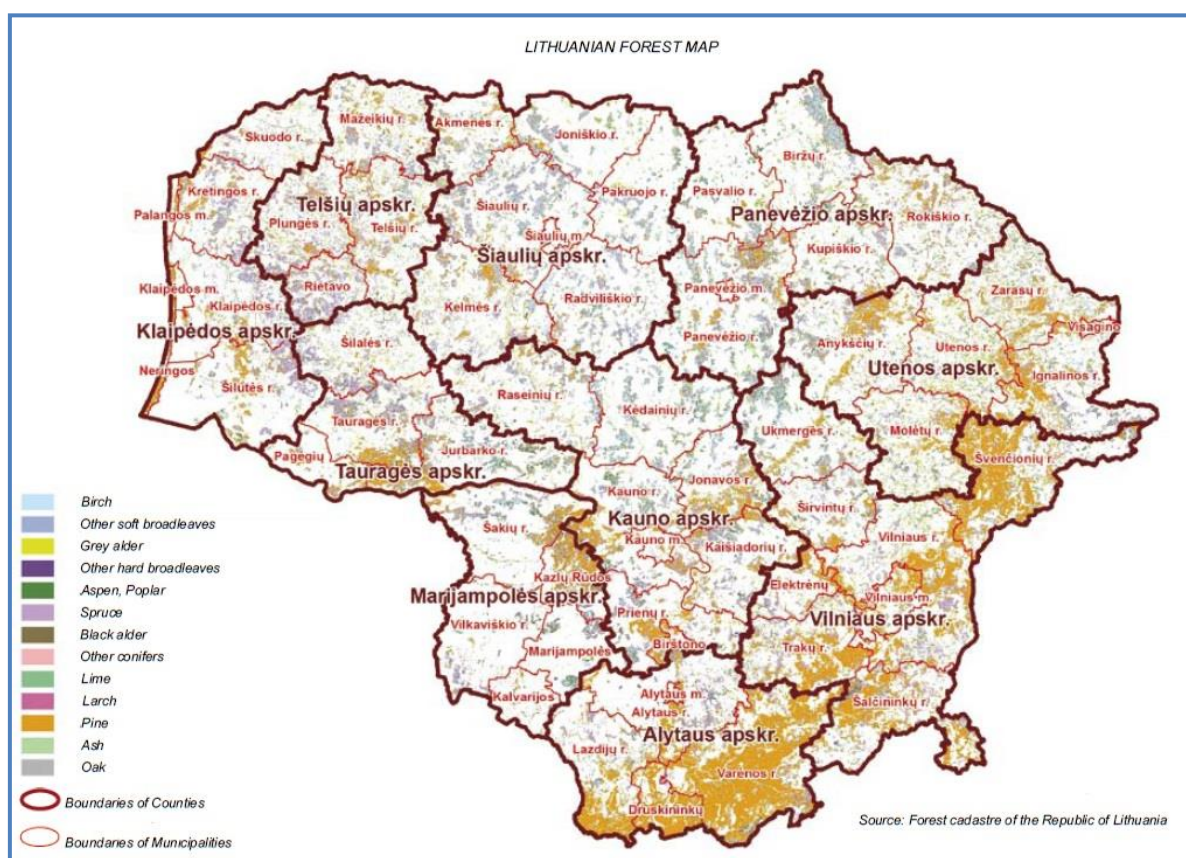 LITHUANIAN FOREST MAP
Mažeikių r.
Akmenės r.
Skuodo r.
Joniškio r.
Biržų r.
Kretingos r.
Pakruojo r.
Pasvalio r.
Telšių apskr.
Šiaulių r.
Palangos m.
Panevėžio apskr.
Rokiškio r.
Plungės r.
Telšių r.
Šiaulių m.
Kupiškio r.
Šiaulių apskr.
Klaipėdos m.
Rietavo
Panevėžio m.
Zarasų r.
Klaipėdos r.
Kelmės r.
Radviliškio r.
Klaipėdos apskr.
Visagino
Šilalės r.
Panevėžio r.
Anykščių r.
Utenos r.
Neringos
Utenos apskr.
Ignalinos r.
Šilutės r.
Raseinių r.
Kėdainių r.
Tauragės r.
Ukmergės r.
Molėtų r.
Pagėgių
Jurbarko r.
Švenčionių r.
Tauragės apskr.
Jonavos r.
Kauno r.
Širvintų r.
Kauno apskr.
Šakių r.
Vilniaus r.
Kauno m.
Kaišiadorių r.
Kazlų Rūdos
Elektrėnų
Marijampolės apskr.
Vilniaus m.
Prienų r.
Vilniaus apskr.
Vilkaviškio r.
Birštono
Trakų r.
Marijampolės
Kalvarijos
Alytaus m.
Šalčininkų r.
Alytaus r.
Alytaus apskr.
Lazdijų r.
Varėnos r.
Druskininkų
Birch
Other soft broadleaves
Grey alder
Other hard broadleaves
Aspen, Poplar
Spruce
Black alder
Other conifers
Lime
Larch
Pine
Ash
Oak
Boundaries of Counties
Boundaries of Municipalities
Source: Forest cadastre of the Republic of Lithuania